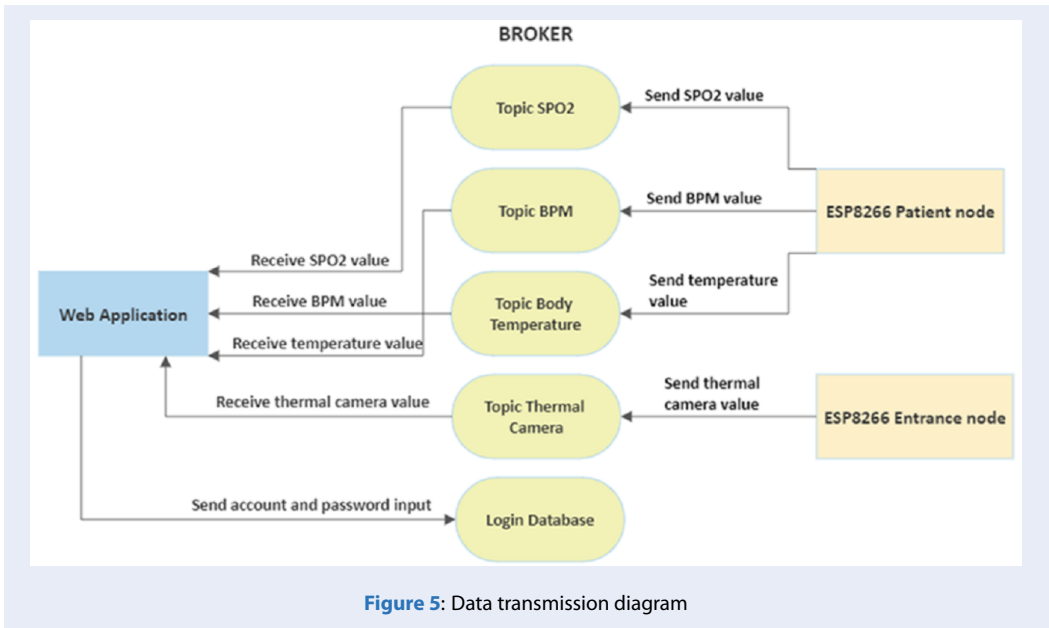 BROKER
Topic SPO2
Send SPO2 value
Topic BPM
Send BPM value
ESP8266 Patient node
Receive SPO2 value
Web Application
Receive BPM value
Topic Body
Temperature
Send temperature
value
Receive temperature value
Receive thermal camera value
Topic Thermal
Camera
Send thermal
camera value
ESP8266 Entrance node
Send account and password input
Login Database
Figure 5: Data transmission diagram